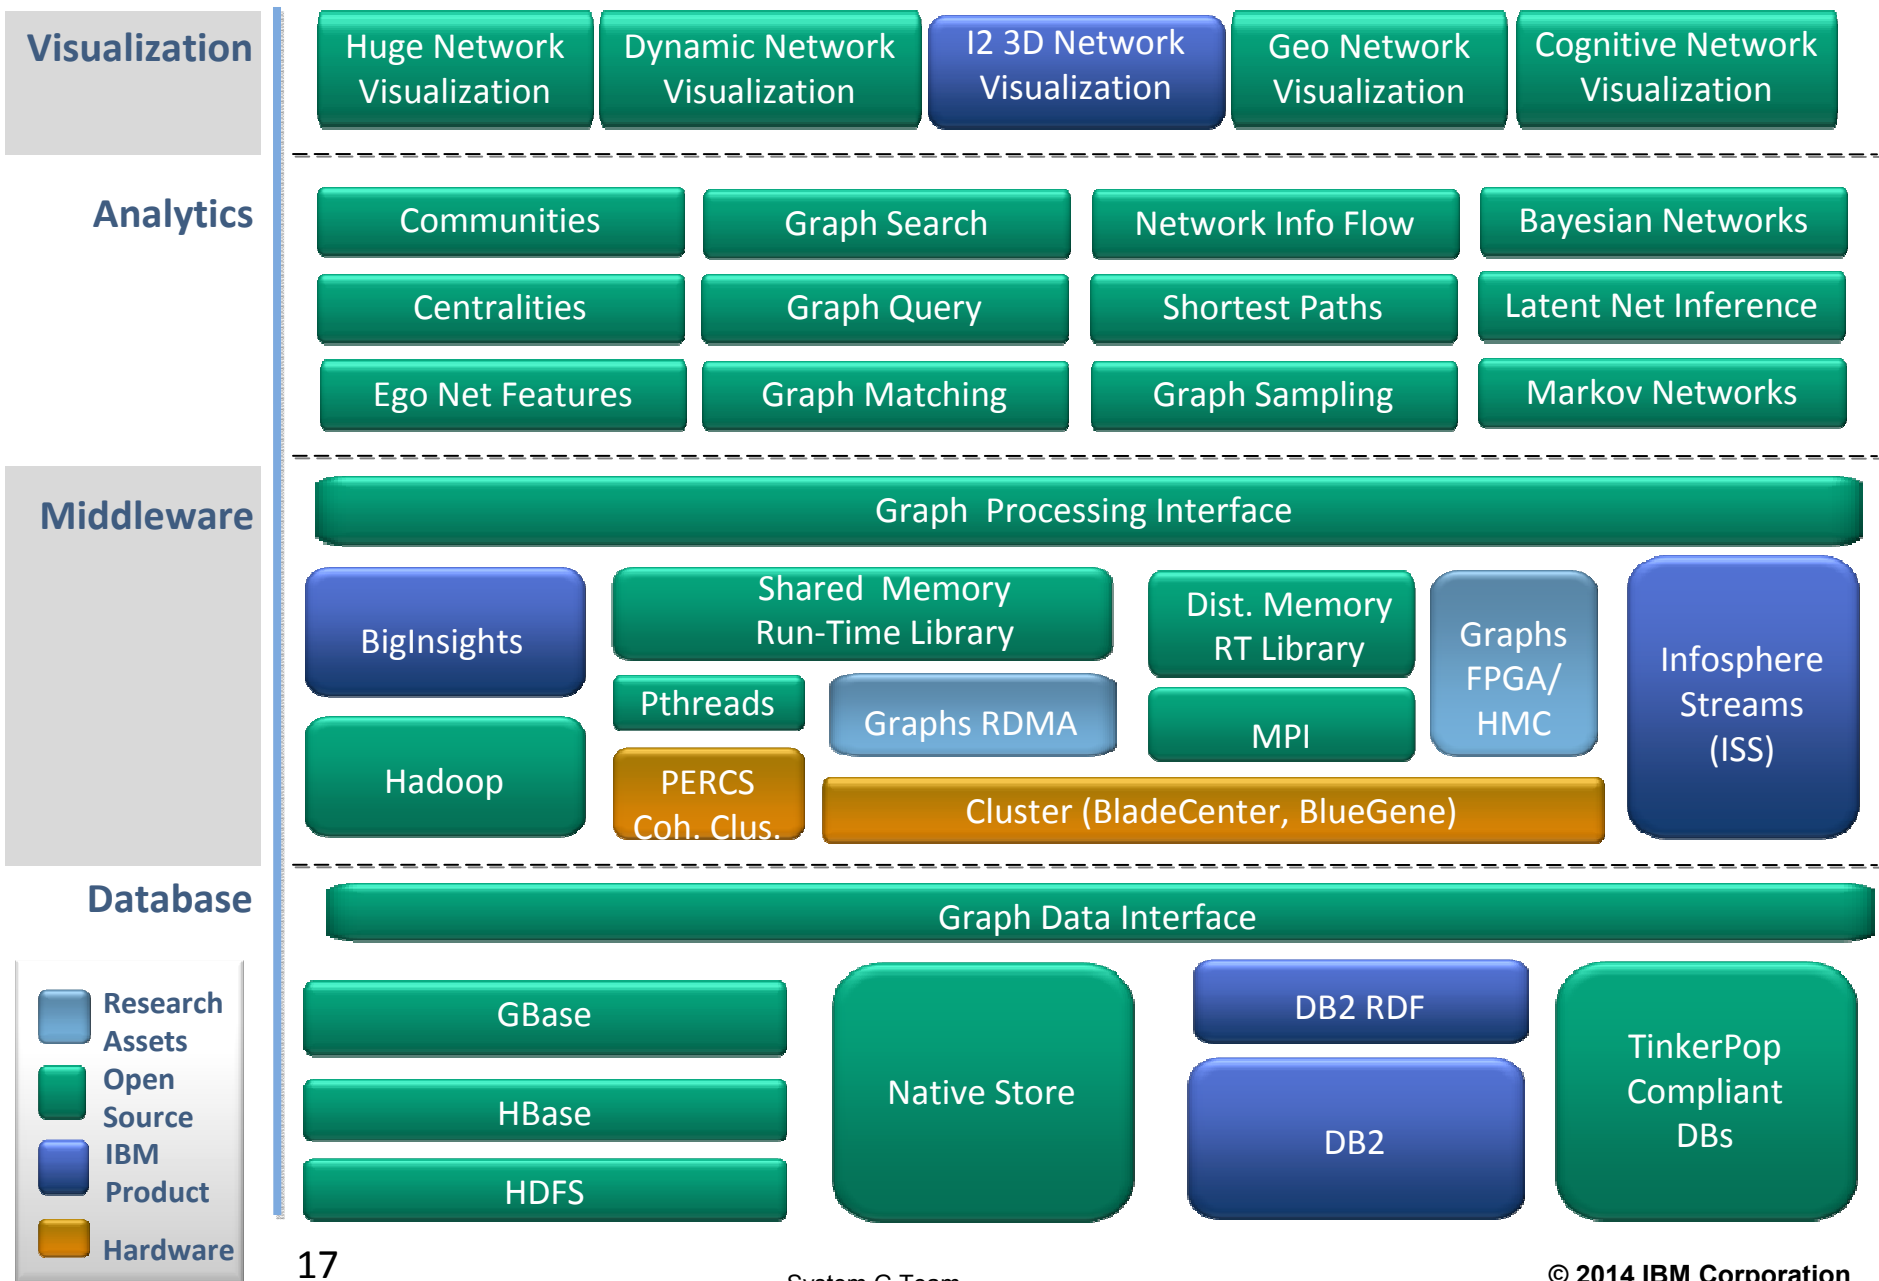 Visualization
Huge Network
Visualization
Dynamic Network
Visualization
I2 3D Network
Visualization
Geo Network
Visualization
Cognitive Network
Visualization
Analytics
Communities
Graph Search
Network Info Flow
Bayesian Networks
Centralities
Graph Query
Shortest Paths
Latent Net Inference
Ego Net Features
Graph Matching
Graph Sampling
Markov Networks
Middleware
Graph Processing Interface
BigInsights
Shared Memory
Run-Time Library
Dist. Memory
RT Library
Graphs
FPGA/
HMC
Infosphere
Streams
(ISS)
Pthreads
Graphs RDMA
MPI
Hadoop
PERCS
Coh. Clus.
Cluster (BladeCenter, BlueGene)
Database
Graph Data Interface
GBase
HBase
HDFS
Native Store
DB2 RDF
DB2
TinkerPop
Compliant
DBs
Research
Assets
Open
Source
IBM
Product
Hardware
17
System G Team
© 2014 IBM Corporation